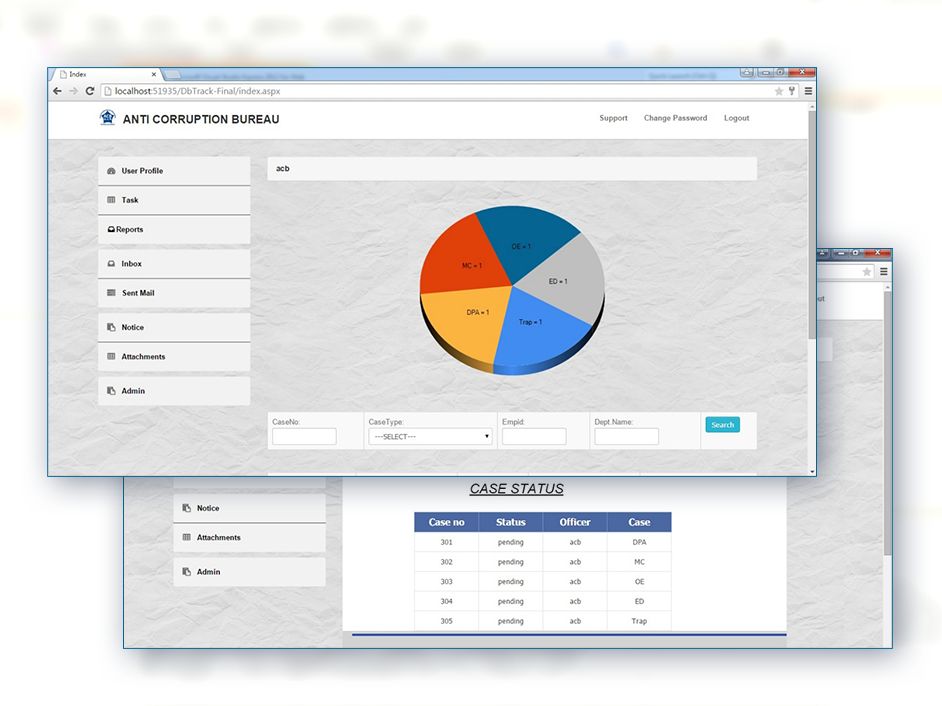 Index
localhost:51935/DbTrack-Final/index.aspx
ANTI CORRUPTION BUREAU
Support Change Password Logout
User Profile
Task
Reports
Inbox
Sent Mail
Notice
Attachments
Admin
acb
OE = 1
MC = 1
ED = 1
DPA = 1
Trap = 1
CaseNo: CaseType: Empid: Dept.Name:
---SELECT--- Search
Notice
Attachments
Admin
CASE STATUS
Case no Status Officer Case
301 pending acb DPA
302 pending acb MC
303 pending acb OE
304 pending acb ED
305 pending acb Trap